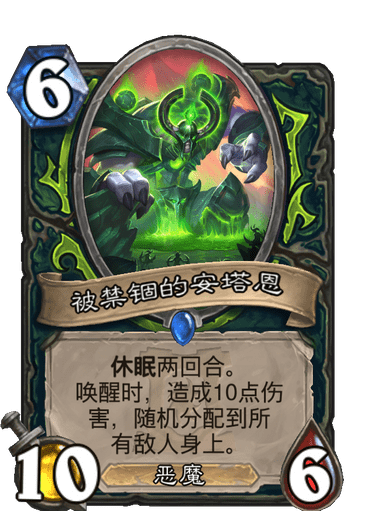 6
被禁锢的安塔恩
休眠两回合。
唤醒时，造成10点伤
害，随机分配到所
有敌人身上。
10
恶魔
6